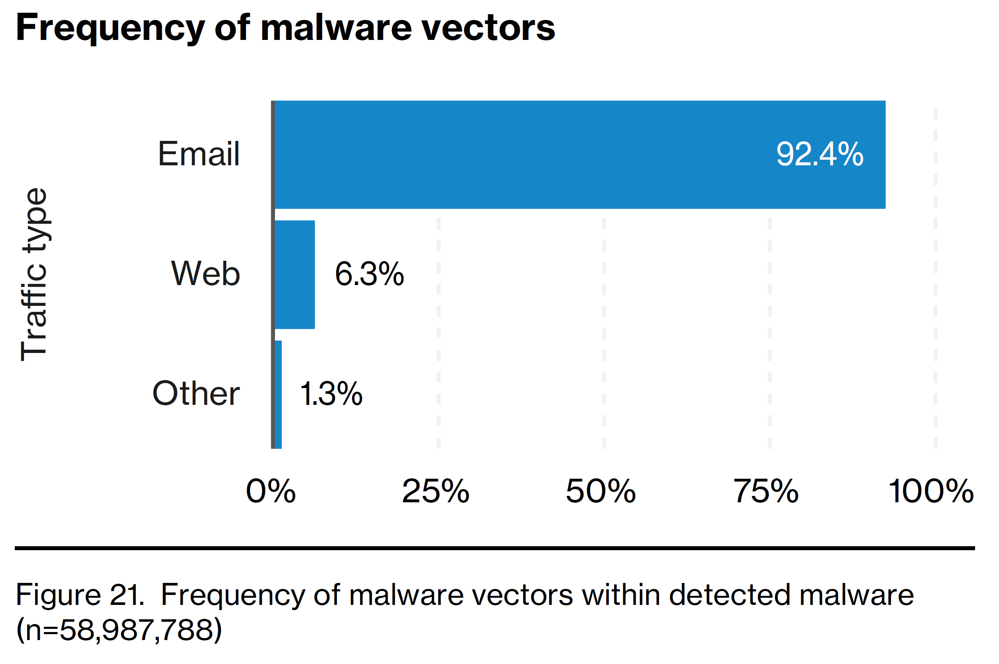 Frequency of malware vectors
Traffic type
Email
92.4%
Web
6.3%
Other
1.3%
0% 25% 50% 75% 100%
Figure 21.  Frequency of malware vectors within detected malware
(n=58,987,788)